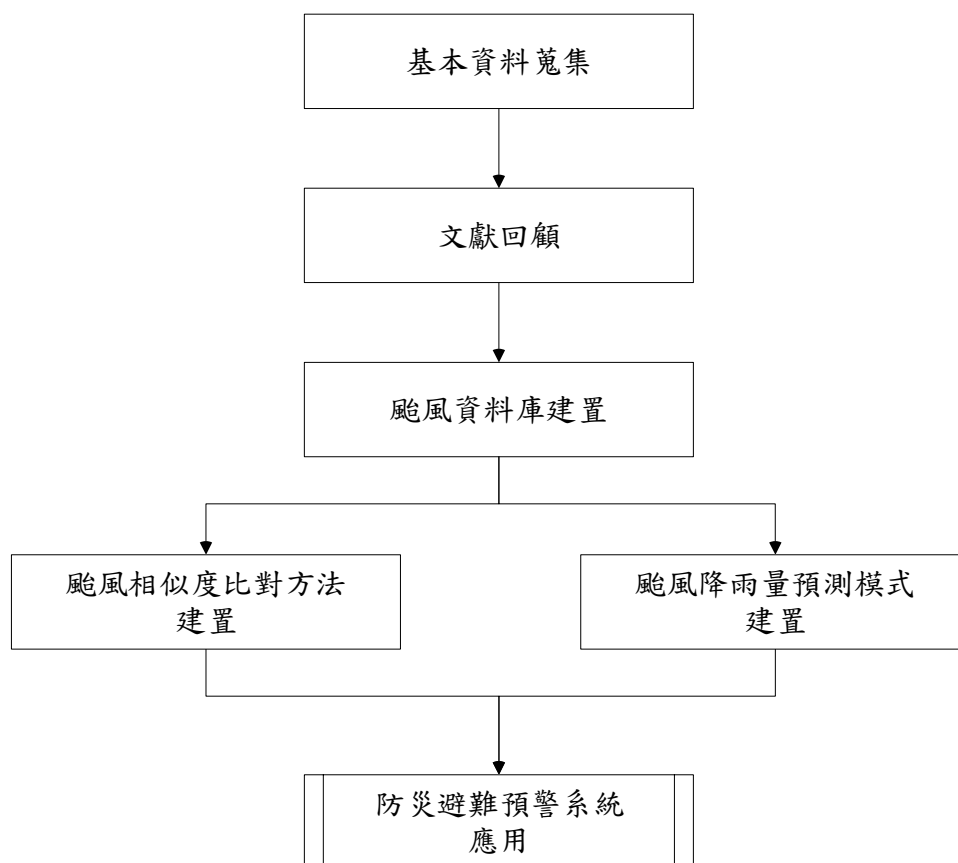 基本資料蒐集
文獻回顧
颱風資料庫建置
颱風相似度比對方法
建置
颱風降雨量預測模式
建置
防災避難預警系統
應用